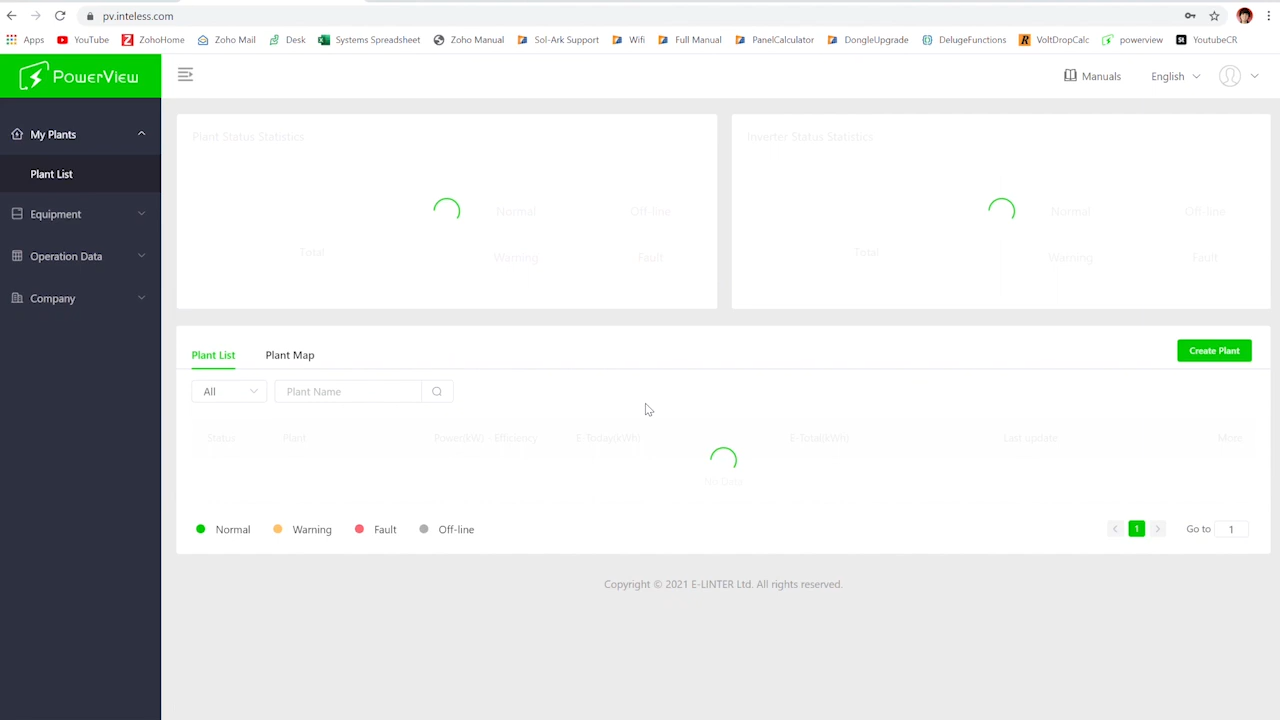 pv.inteless.com
Apps YouTube ZohoHome Zoho Mail Desk Systems Spreadsheet Zoho Manual Sol-Ark Support Wifi Full Manual PanelCalculator DongleUpgrade DelugeFunctions VoltDropCalc powerview YoutubeCR
PowerView
Manuals English
My Plants
Plant List
Equipment
Operation Data
Company
Plant Status Statistics
Normal Off-line
Total
Warning Fault
Inverter Status Statistics
Normal Off-line
Total
Warning Fault
Plant List Plant Map Create Plant
All Plant Name
Status Plant Power(kW) - Efficiency E-Today(kWh) E-Total(kWh) Last update More
No Data
Normal Warning Fault Off-line 1 Go to 1
Copyright © 2021 E-LINTER Ltd. All rights reserved.